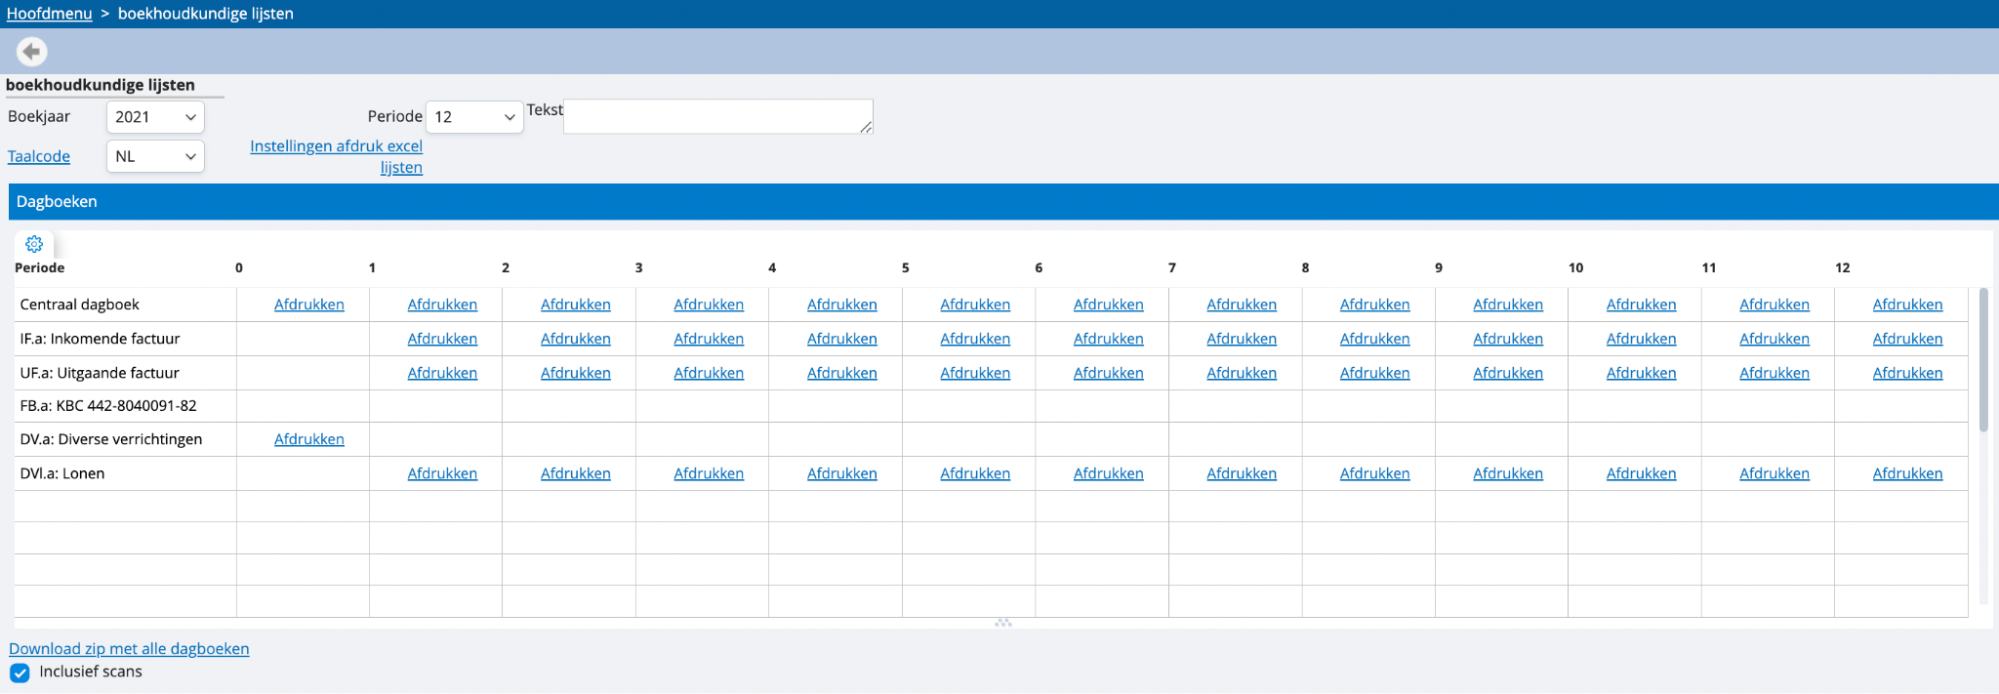 Hoofdmenu > boekhoudkundige lijsten
boekhoudkundige lijsten
Boekjaar 2021 Periode 12 Tekst
Taalcode NL Instellingen afdruk excel
lijsten
Dagboeken
Periode 0 1 2 3 4 5 6 7 8 9 10 11 12
Centraal dagboek Afdrukken Afdrukken Afdrukken Afdrukken Afdrukken Afdrukken Afdrukken Afdrukken Afdrukken Afdrukken Afdrukken Afdrukken Afdrukken
IF.a: Inkomende factuur Afdrukken Afdrukken Afdrukken Afdrukken Afdrukken Afdrukken Afdrukken Afdrukken Afdrukken Afdrukken Afdrukken Afdrukken
UF.a: Uitgaande factuur Afdrukken Afdrukken Afdrukken Afdrukken Afdrukken Afdrukken Afdrukken Afdrukken Afdrukken Afdrukken Afdrukken Afdrukken
FB.a: KBC 442-8040091-82
DV.a: Diverse verrichtingen Afdrukken
DVl.a: Lonen Afdrukken Afdrukken Afdrukken Afdrukken Afdrukken Afdrukken Afdrukken Afdrukken Afdrukken Afdrukken Afdrukken Afdrukken
Download zip met alle dagboeken
Inclusief scans